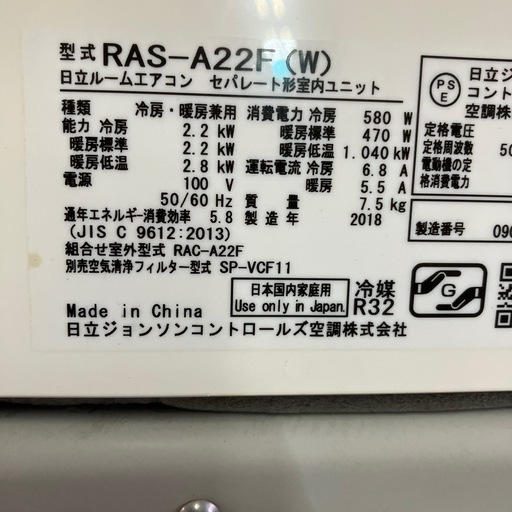 型式 RAS-A22F (W)
日立ルームエアコン セパレート形室内ユニット
種類 冷房・暖房兼用
能力 冷房 2.2 kW
暖房標準 2.2 kW
暖房低温 2.8 kW
電源 100 V
50/60 Hz
通年エネルギー消費効率 5.8
(JIS C 9612:2013)
組合せ室外型式 RAC-A22F
別売空気清浄フィルター型式 SP-VCF11
消費電力 冷房 580 W
暖房標準 470 W
暖房低温 1.040 kW
運転電流 冷房 6.8 A
暖房 5.5 A
質量 7.5 kg
製造年 2018
Made in China
日立ジョンソンコントロールズ空調株式会社
日本国内家庭用
Use only in Japan.
冷媒
R32
G
PS
E
日立ジ
コント
空調株
定格電圧
定格周波数 50
電動機の定
格消費電力
製造番号 090